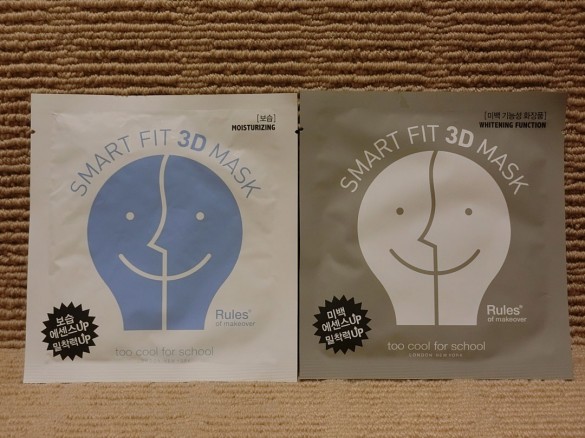 [보습]
MOISTURIZING
SMART FIT 3D MASK
보습
에센스UP
밀착력UP
Rules®
of makeover
too cool for school
[미백 기능성 화장품]
WHITENING FUNCTION
SMART FIT 3D MASK
미백
에센스UP
밀착력UP
Rules®
of makeover
too cool for school
LONDON NEW YORK